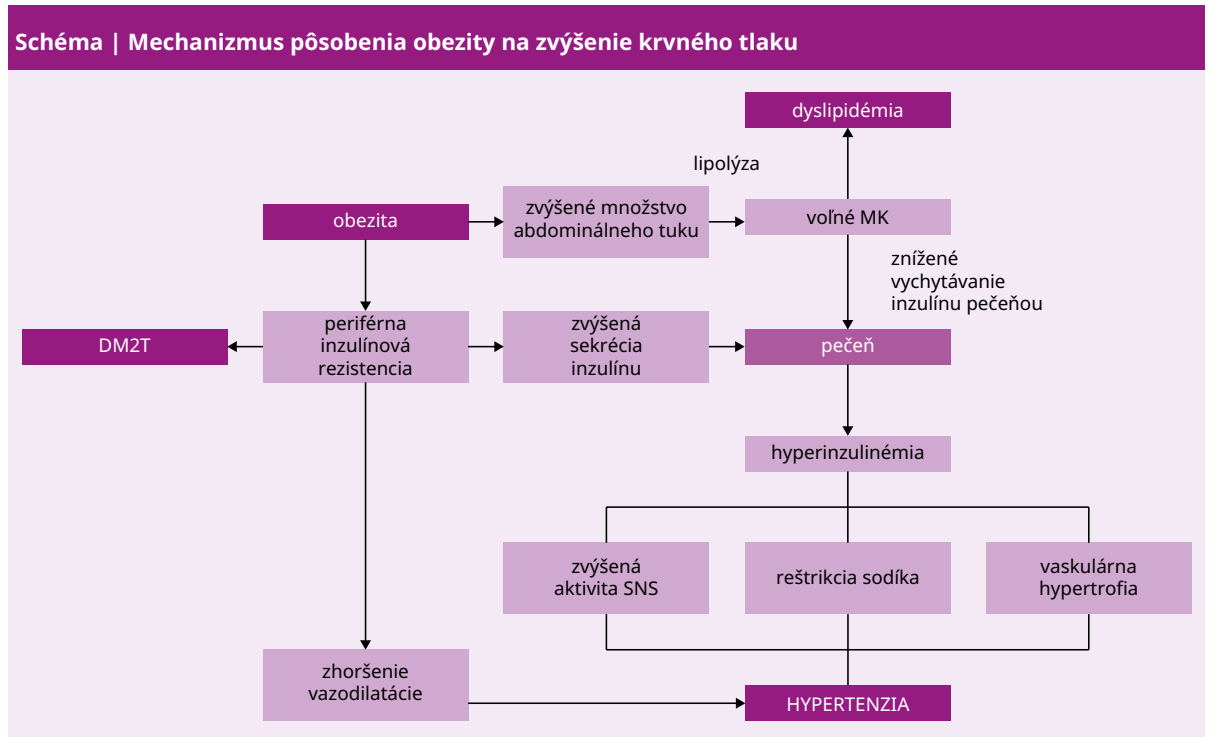 Schéma | Mechanizmus pôsobenia obezity na zvýšenie krvného tlaku
dyslipidémia
lipolýza
obezita
zvýšené množstvo
abdominálneho tuku
voľné MK
znížené
vychytávanie
inzulínu pečeňou
DM2T
periférna
inzulínová
rezistencia
zvýšená
sekrécia
inzulínu
pečeň
hyperinzulinémia
zvýšená
aktivita SNS
reštrikcia sodíka
vaskulárna
hypertrofia
zhoršenie
vazodilatácie
HYPERTENZIA